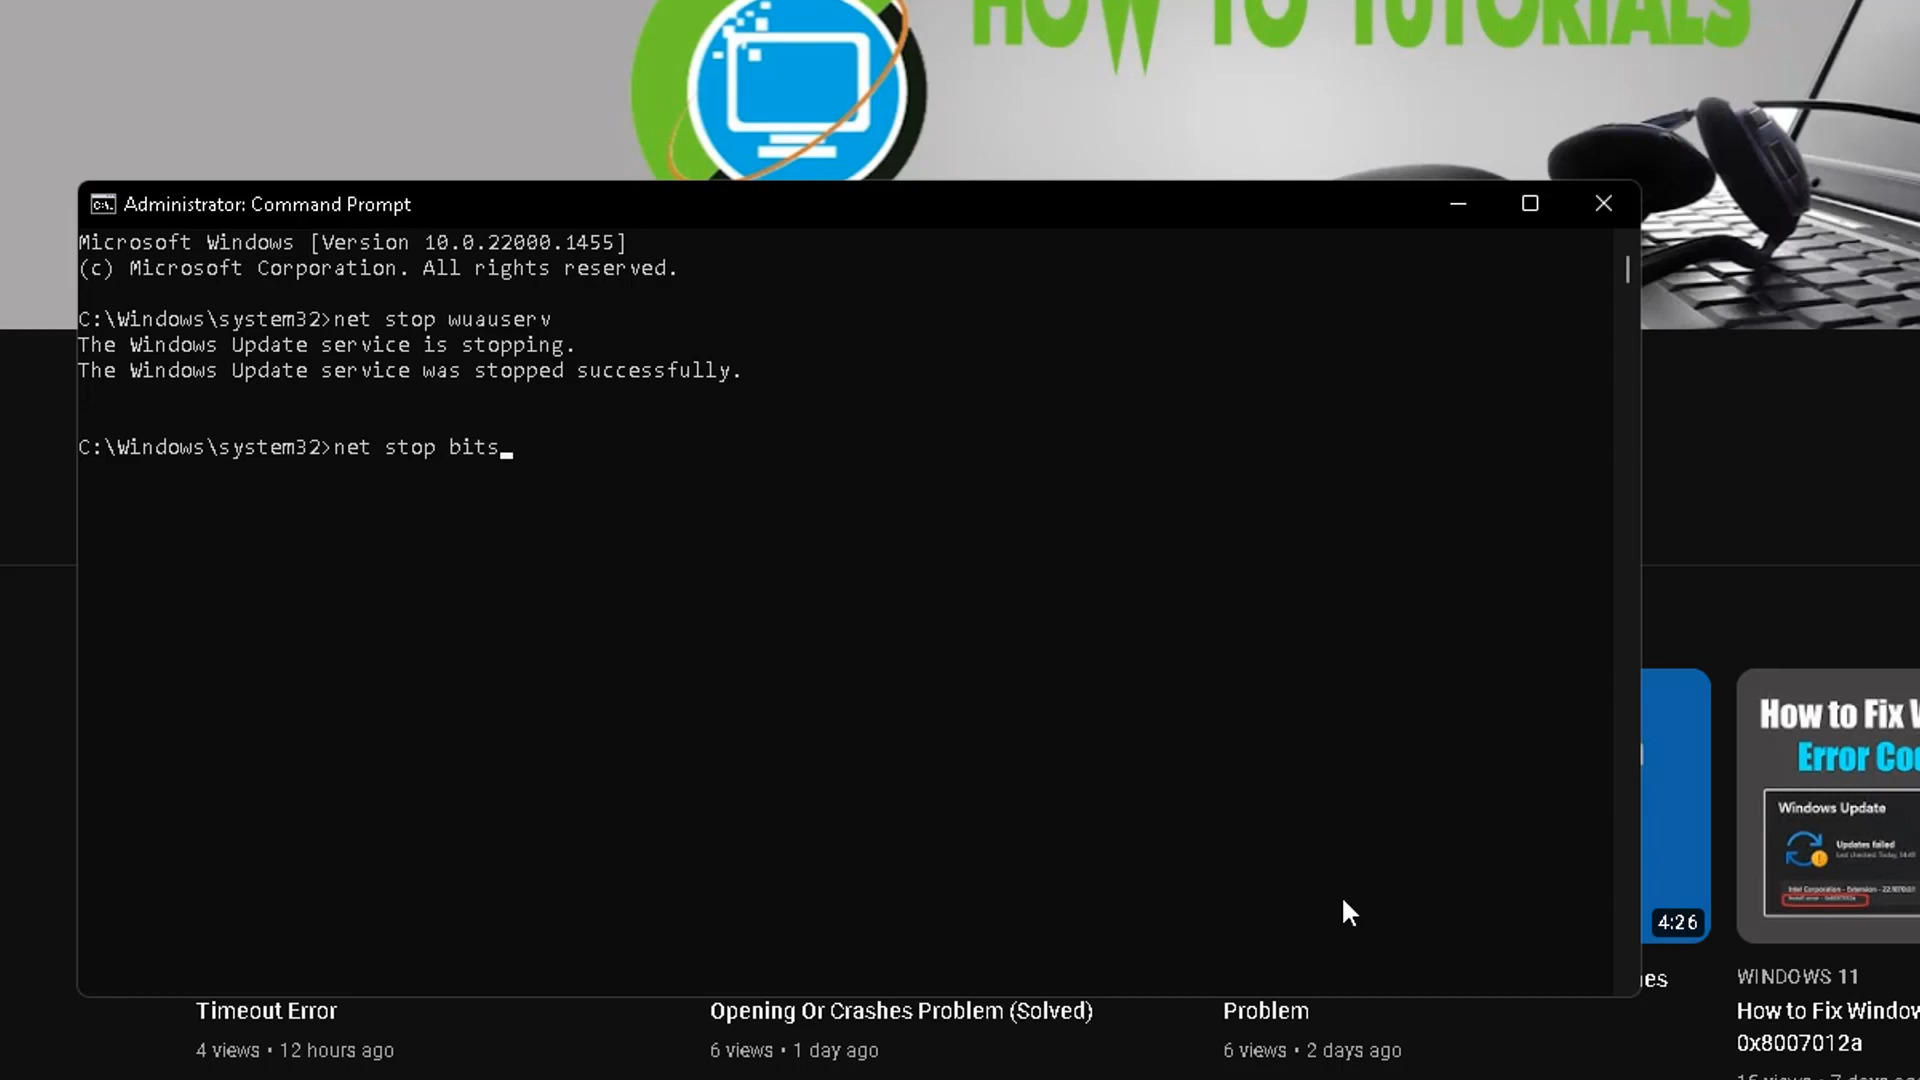 HOW TO TUTORIALS
Administrator: Command Prompt
Microsoft Windows [Version 10.0.22000.1455]
(c) Microsoft Corporation. All rights reserved.
C:\Windows\system32>net stop wuauserv
The Windows Update service is stopping.
The Windows Update service was stopped successfully.
C:\Windows\system32>net stop bits
How to Fix W
Error Co
Windows Update
Updates failed
4:26
Timeout Error
4 views • 12 hours ago
Opening Or Crashes Problem (Solved)
6 views • 1 day ago
Problem
6 views • 2 days ago
WINDOWS 11
How to Fix Window
0x8007012a